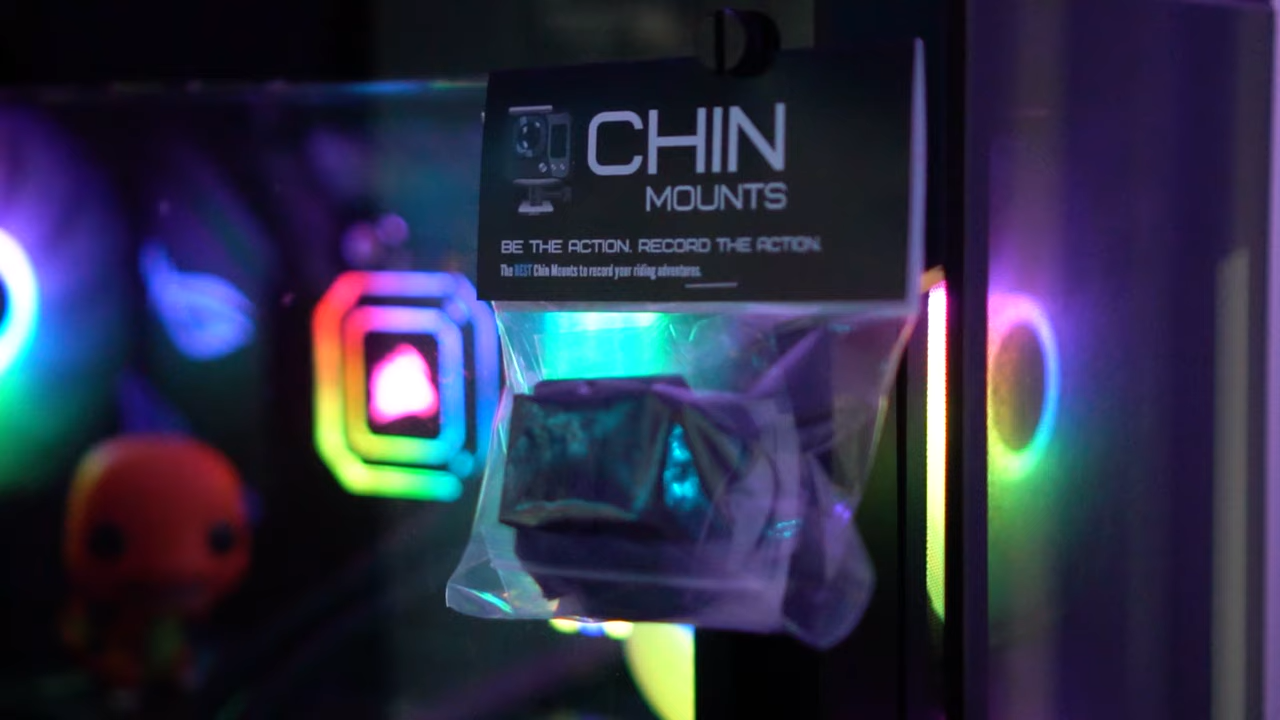 CHIN
MOUNTS
BE THE ACTION. RECORD THE ACTION.
The BEST Chin Mounts to record your riding adventures.